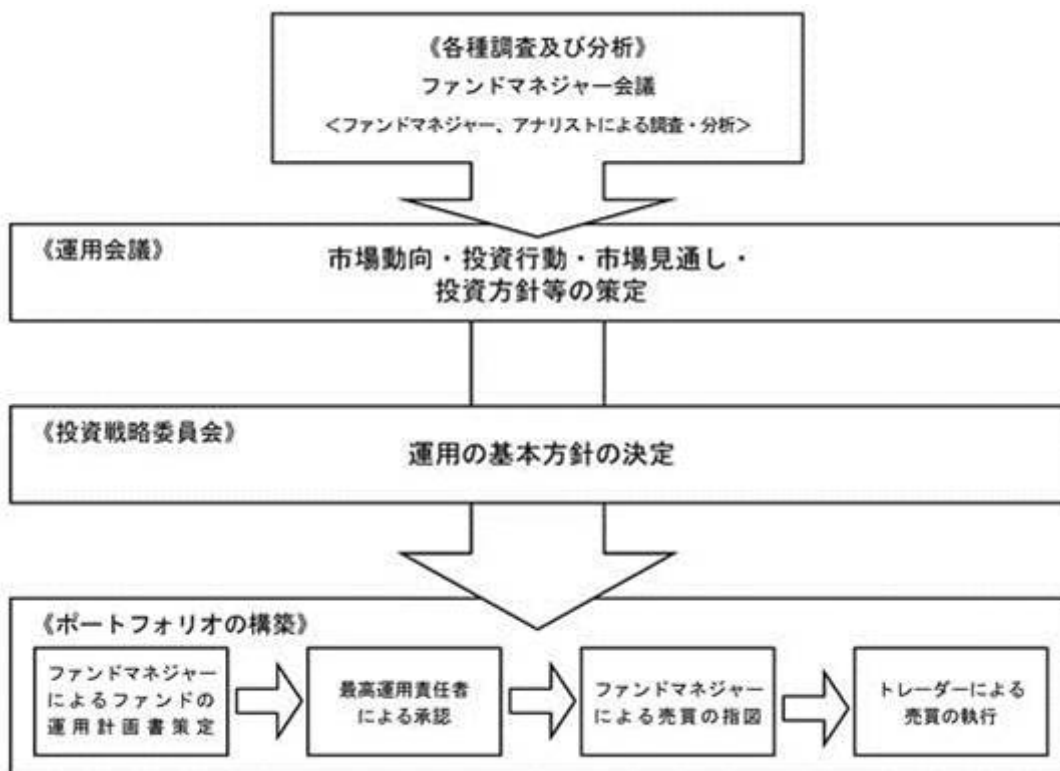 《各種調査及び分析》
ファンドマネジャー会議
<ファンドマネジャー、アナリストによる調査・分析>
《運用会議》
市場動向・投資行動・市場見通し・
投資方針等の策定
《投資戦略委員会》
運用の基本方針の決定
《ポートフォリオの構築》
ファンドマネジャー
によるファンドの
運用計画書策定
最高運用責任者
による承認
ファンドマネジャー
による売買の指図
トレーダーによる
売買の執行